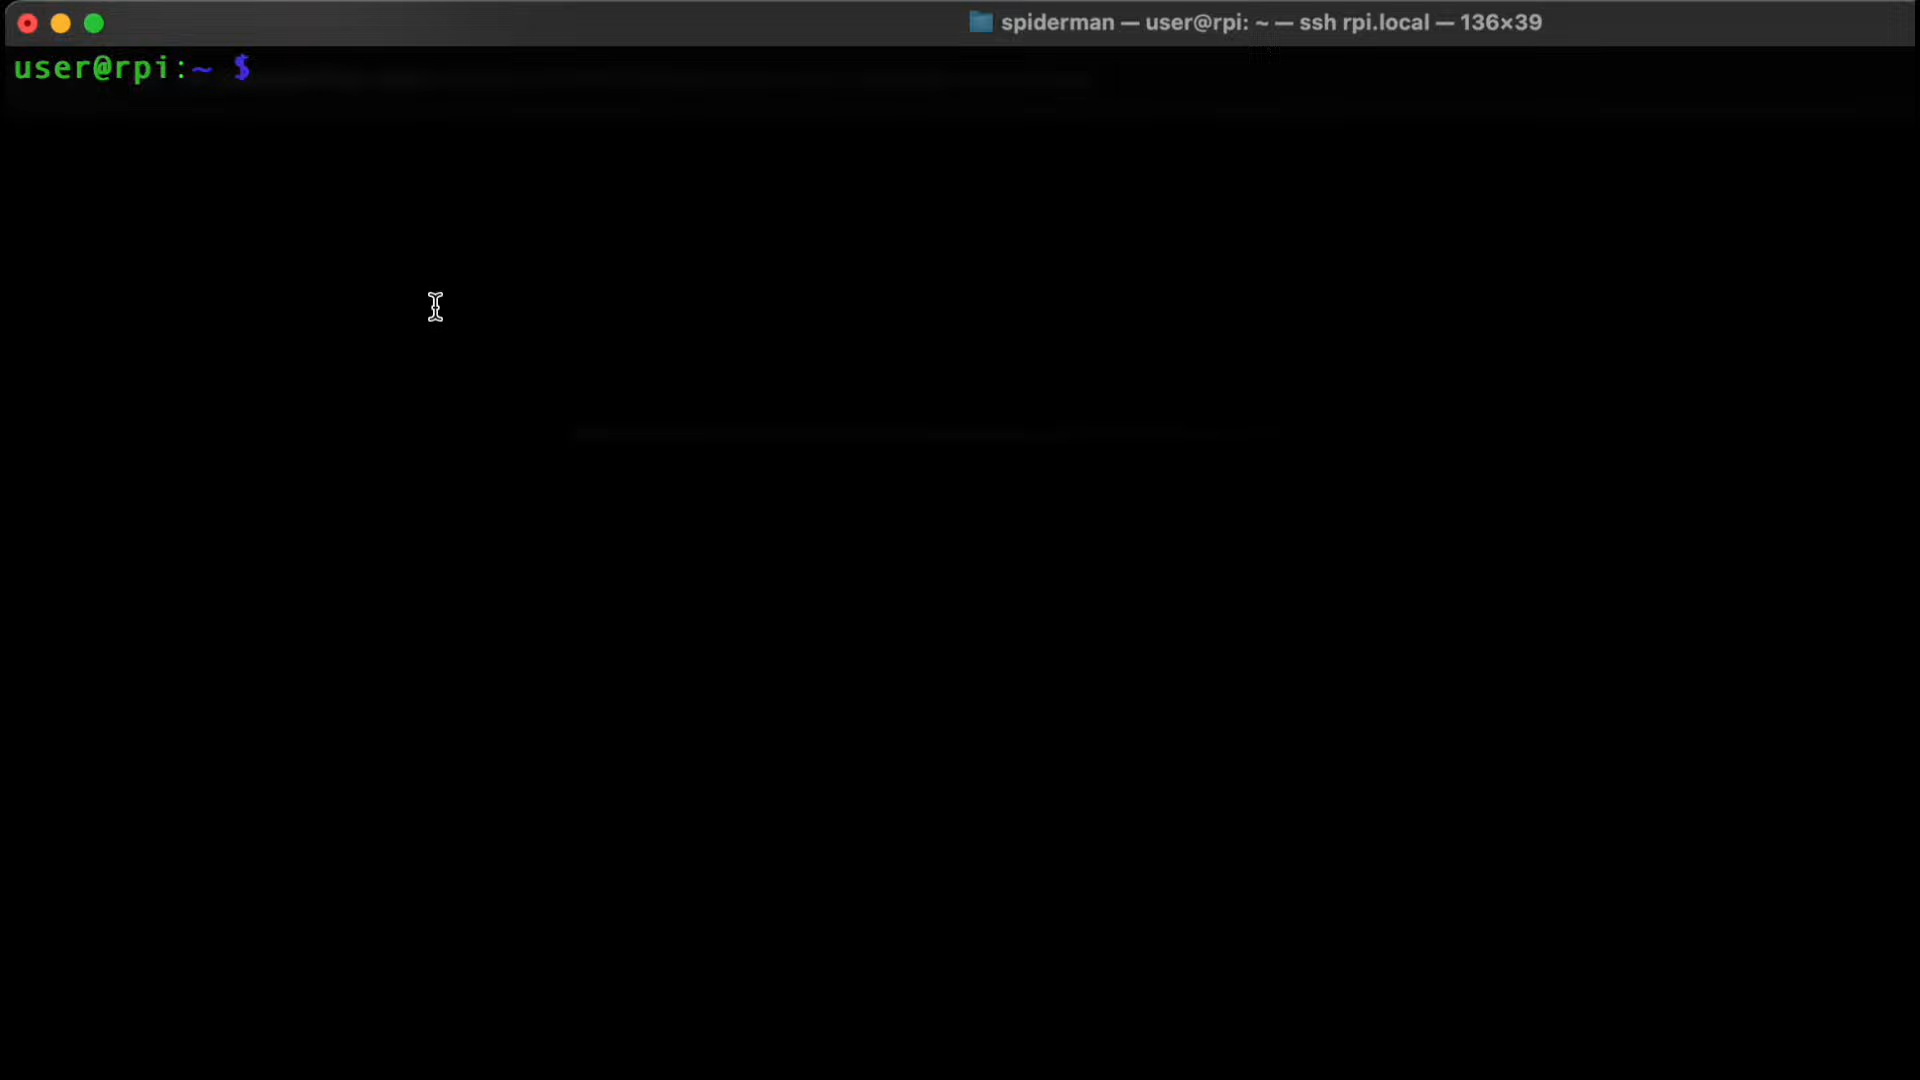 spiderman — user@rpi: ~ — ssh rpi.local — 136×39
user@rpi:~ $